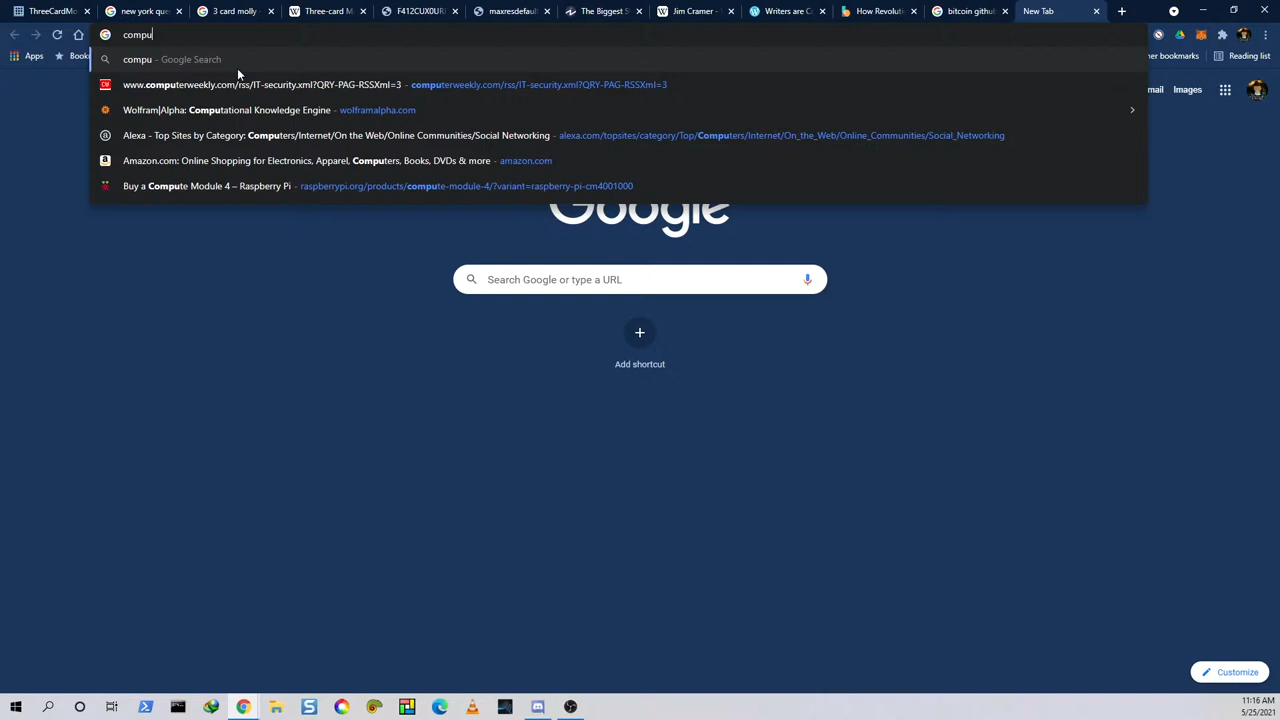 ThreeCardMo
new york que
3 card molly -
Three-card M
F412CUX0UR
maxresdefault
The Biggest S
Jim Cramer - W
Writers are C
How Revoluti
bitcoin github
New Tab
compu
Apps
Book
her bookmarks
Reading list
compu - Google Search
www.computerweekly.com/rss/IT-security.xml?QRY-PAG-RSSXml=3 - computerweekly.com/rss/IT-security.xml?QRY-PAG-RSSXml=3
Wolfram|Alpha: Computational Knowledge Engine - wolframalpha.com
Alexa - Top Sites by Category: Computers/Internet/On the Web/Online Communities/Social Networking - alexa.com/topsites/category/Top/Computers/Internet/On_the_Web/Online_Communities/Social_Networking
Amazon.com: Online Shopping for Electronics, Apparel, Computers, Books, DVDs & more - amazon.com
Buy a Compute Module 4 – Raspberry Pi - raspberrypi.org/products/compute-module-4/?variant=raspberry-pi-cm4001000
mail Images
Google
Search Google or type a URL
Add shortcut
Customize
11:16 AM
5/25/2021